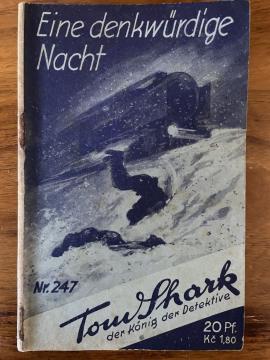 Eine denkwürdige
Nacht
Nr. 247
Tom Shark
der König der Detektive
20 Pf.
Kč 1,80